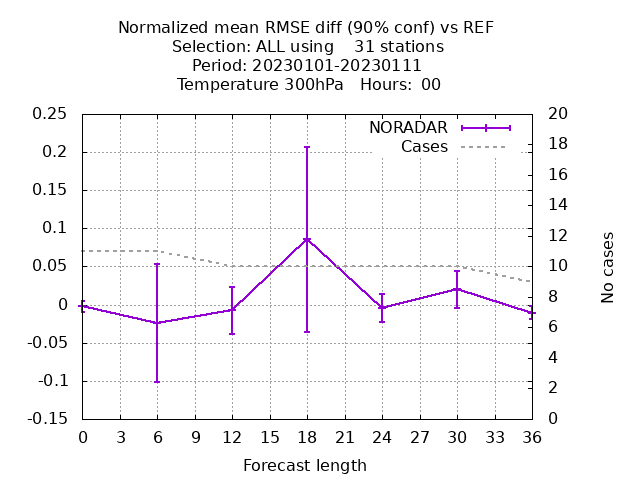 Normalized mean RMSE diff (90% conf) vs REF
Selection: ALL using    31 stations
Period: 20230101-20230111
Temperature 300hPa   Hours:  00
NORADAR
Cases
0.25
0.2
0.15
0.1
0.05
0
-0.05
-0.1
-0.15
20
18
16
14
12
10
8
6
4
2
0
No cases
0 3 6 9 12 15 18 21 24 27 30 33 36
Forecast length